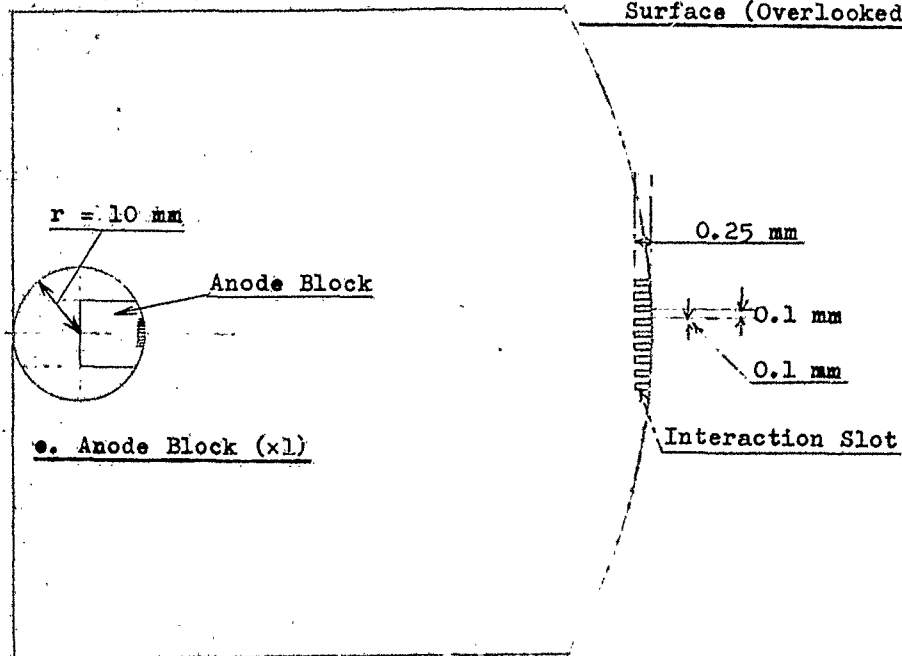 Surface (Overlooked
r = 10 mm
0.25 mm
Anode Block
0.1 mm
0.1 mm
e. Anode Block (×1)
Interaction Slot